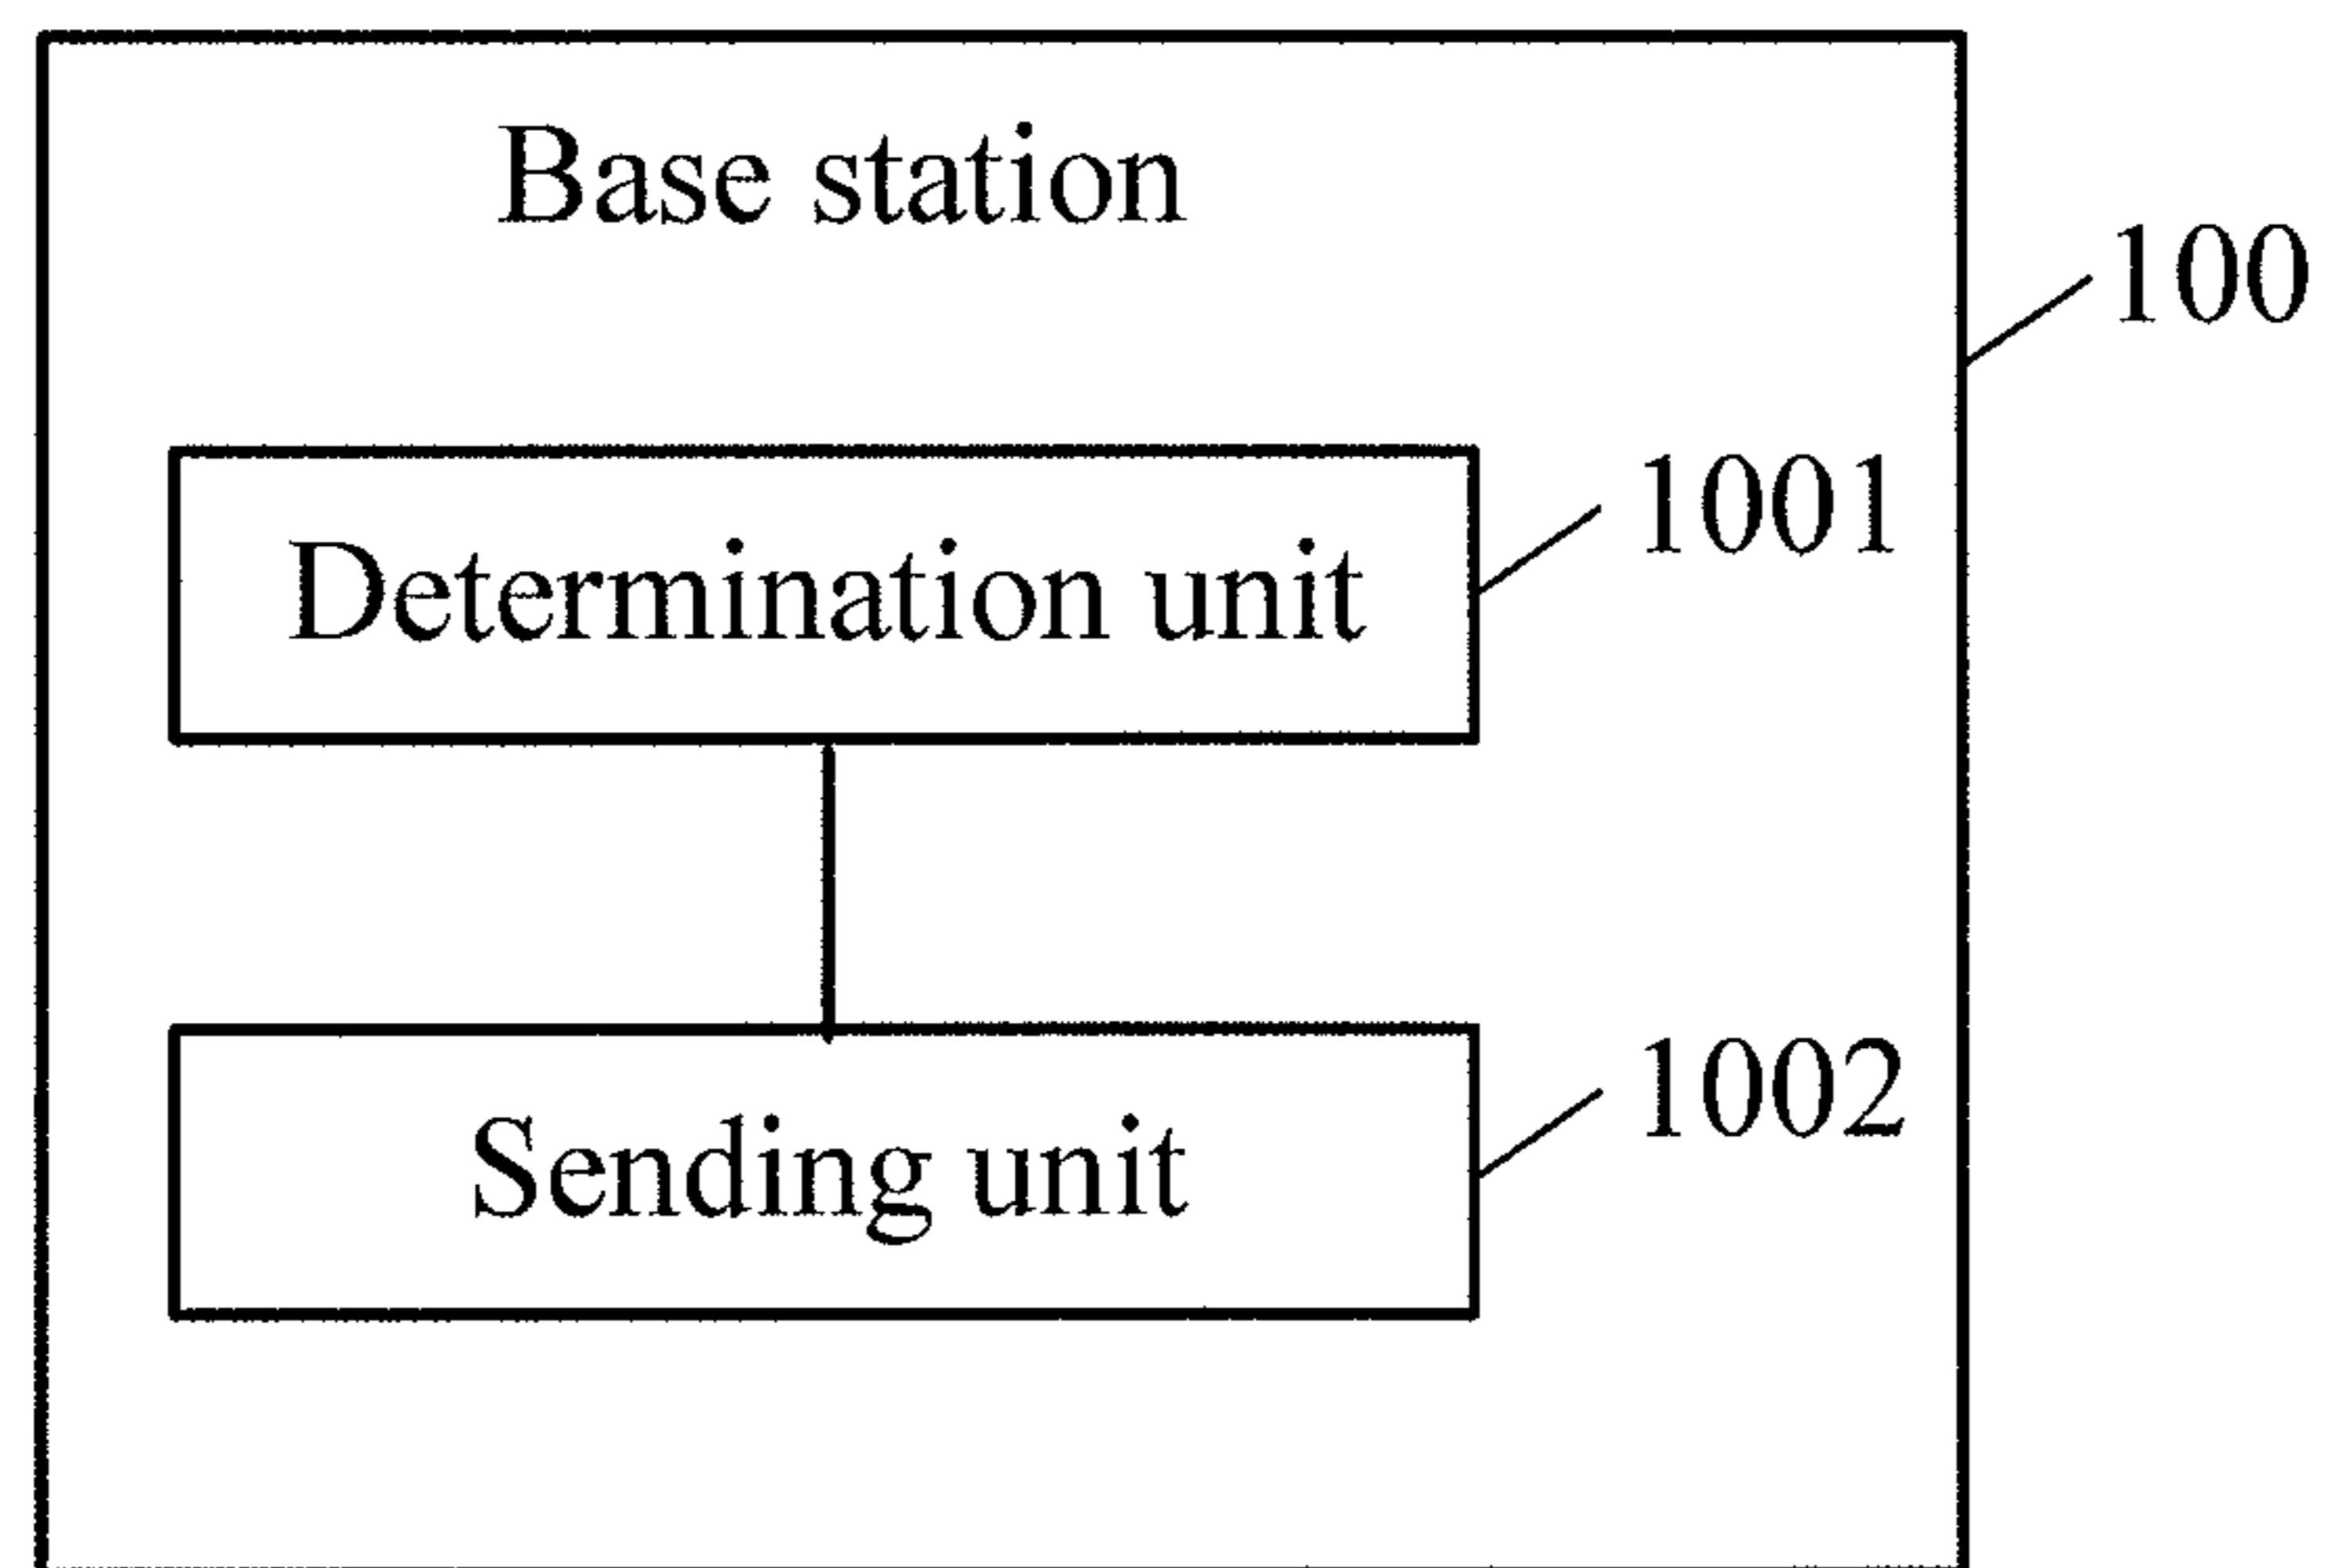 Base station
100
Determination unit
1001
Sending unit
1002